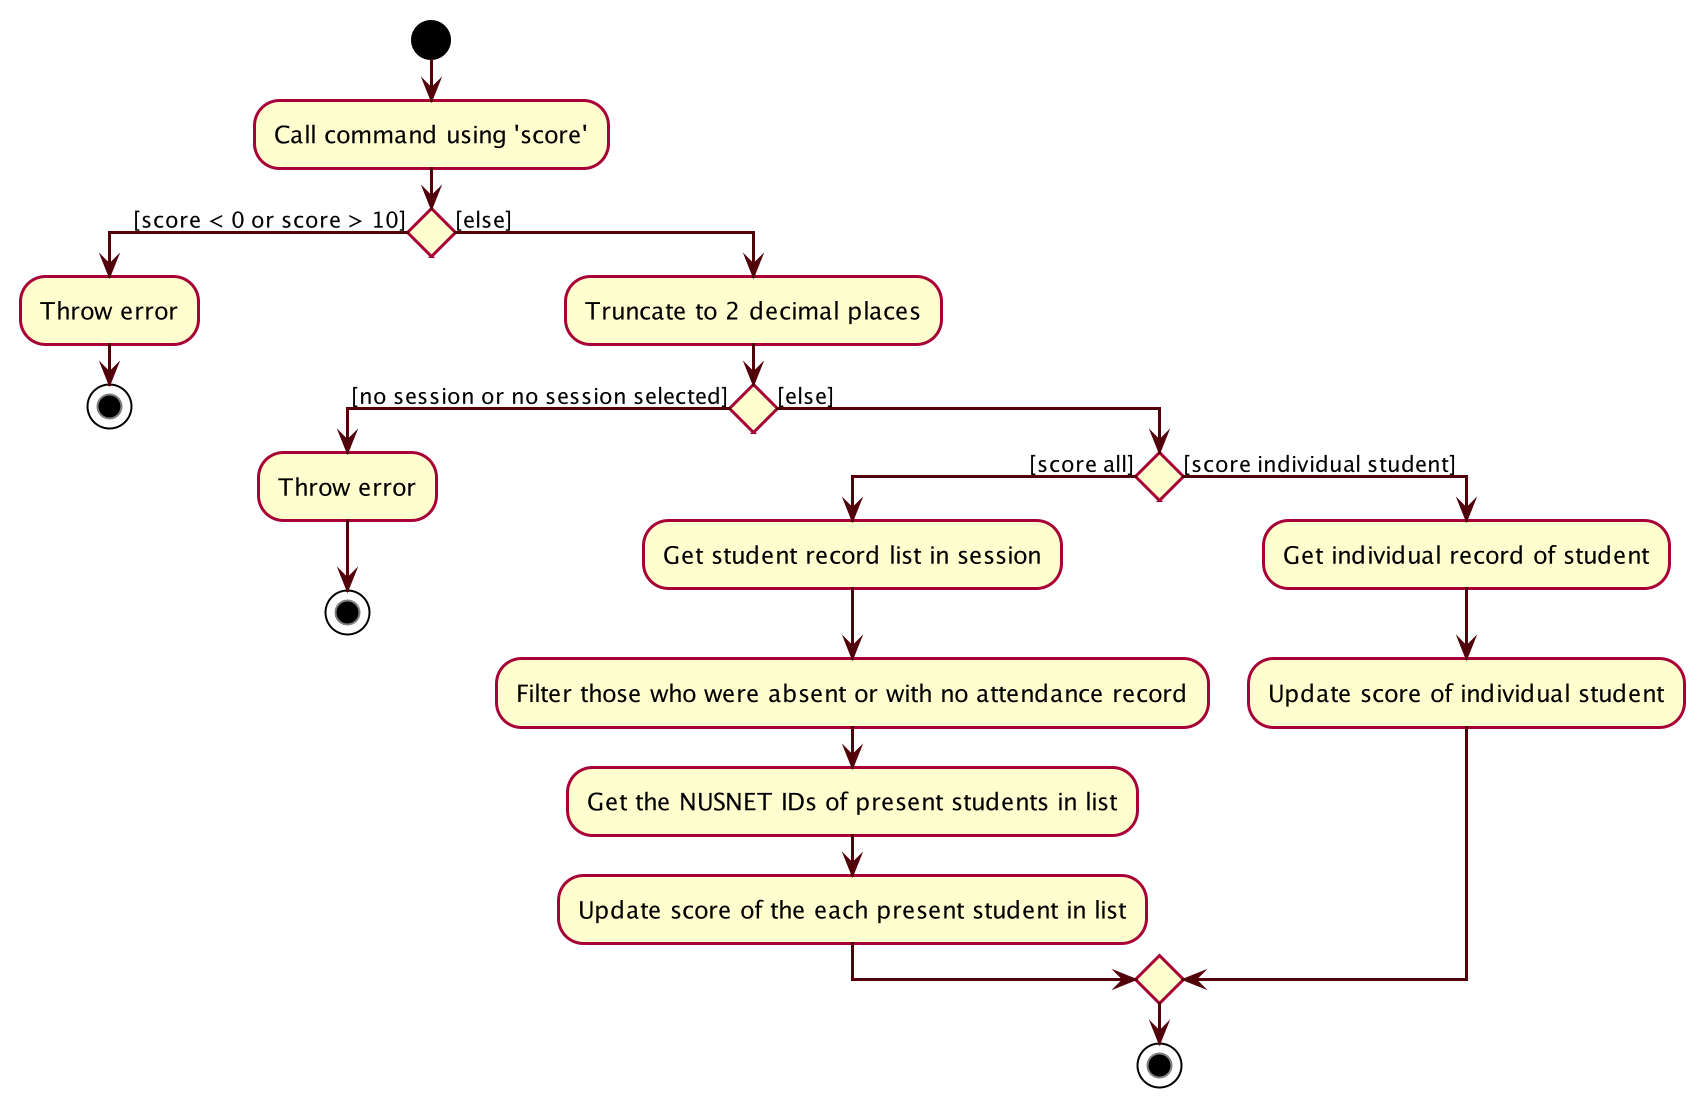 Call command using 'score'
[score < 0 or score > 10]
[else]
Throw error
Truncate to 2 decimal places
[no session or no session selected]
[else]
Throw error
[score all]
[score individual student]
Get student record list in session
Get individual record of student
Filter those who were absent or with no attendance record
Update score of individual student
Get the NUSNET IDs of present students in list
Update score of the each present student in list